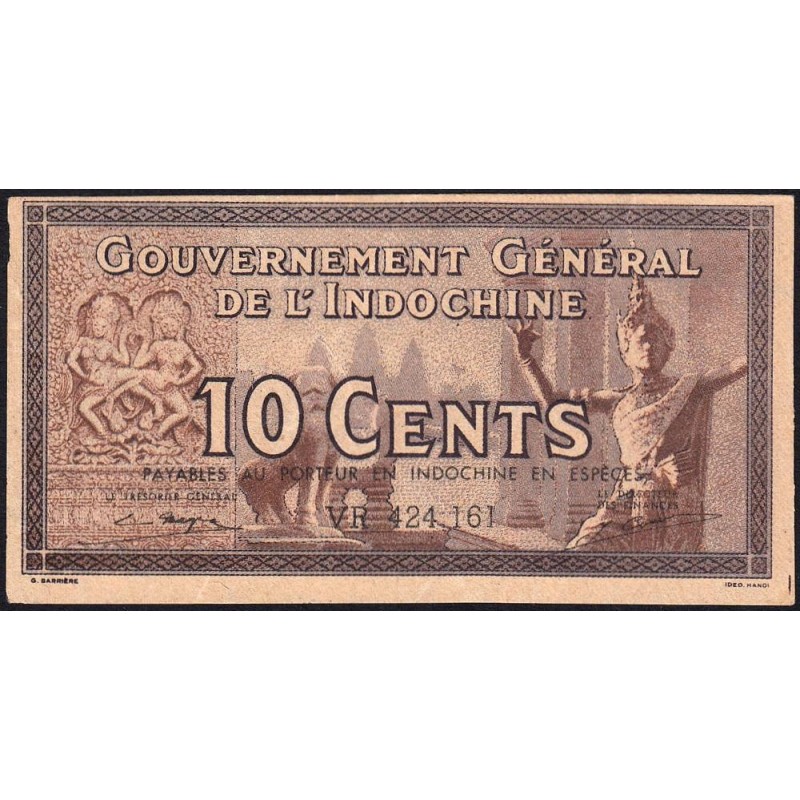 GOUVERNEMENT GÉNÉRAL
DE L'INDOCHINE
10 CENTS
PAYABLES AU PORTEUR EN INDOCHINE EN ESPÈCES
LE TRÉSORIER GÉNÉRAL
LE DIRECTEUR
DES FINANCES
VR 424,161
G. BARRIÈRE
IDEO. HANOI